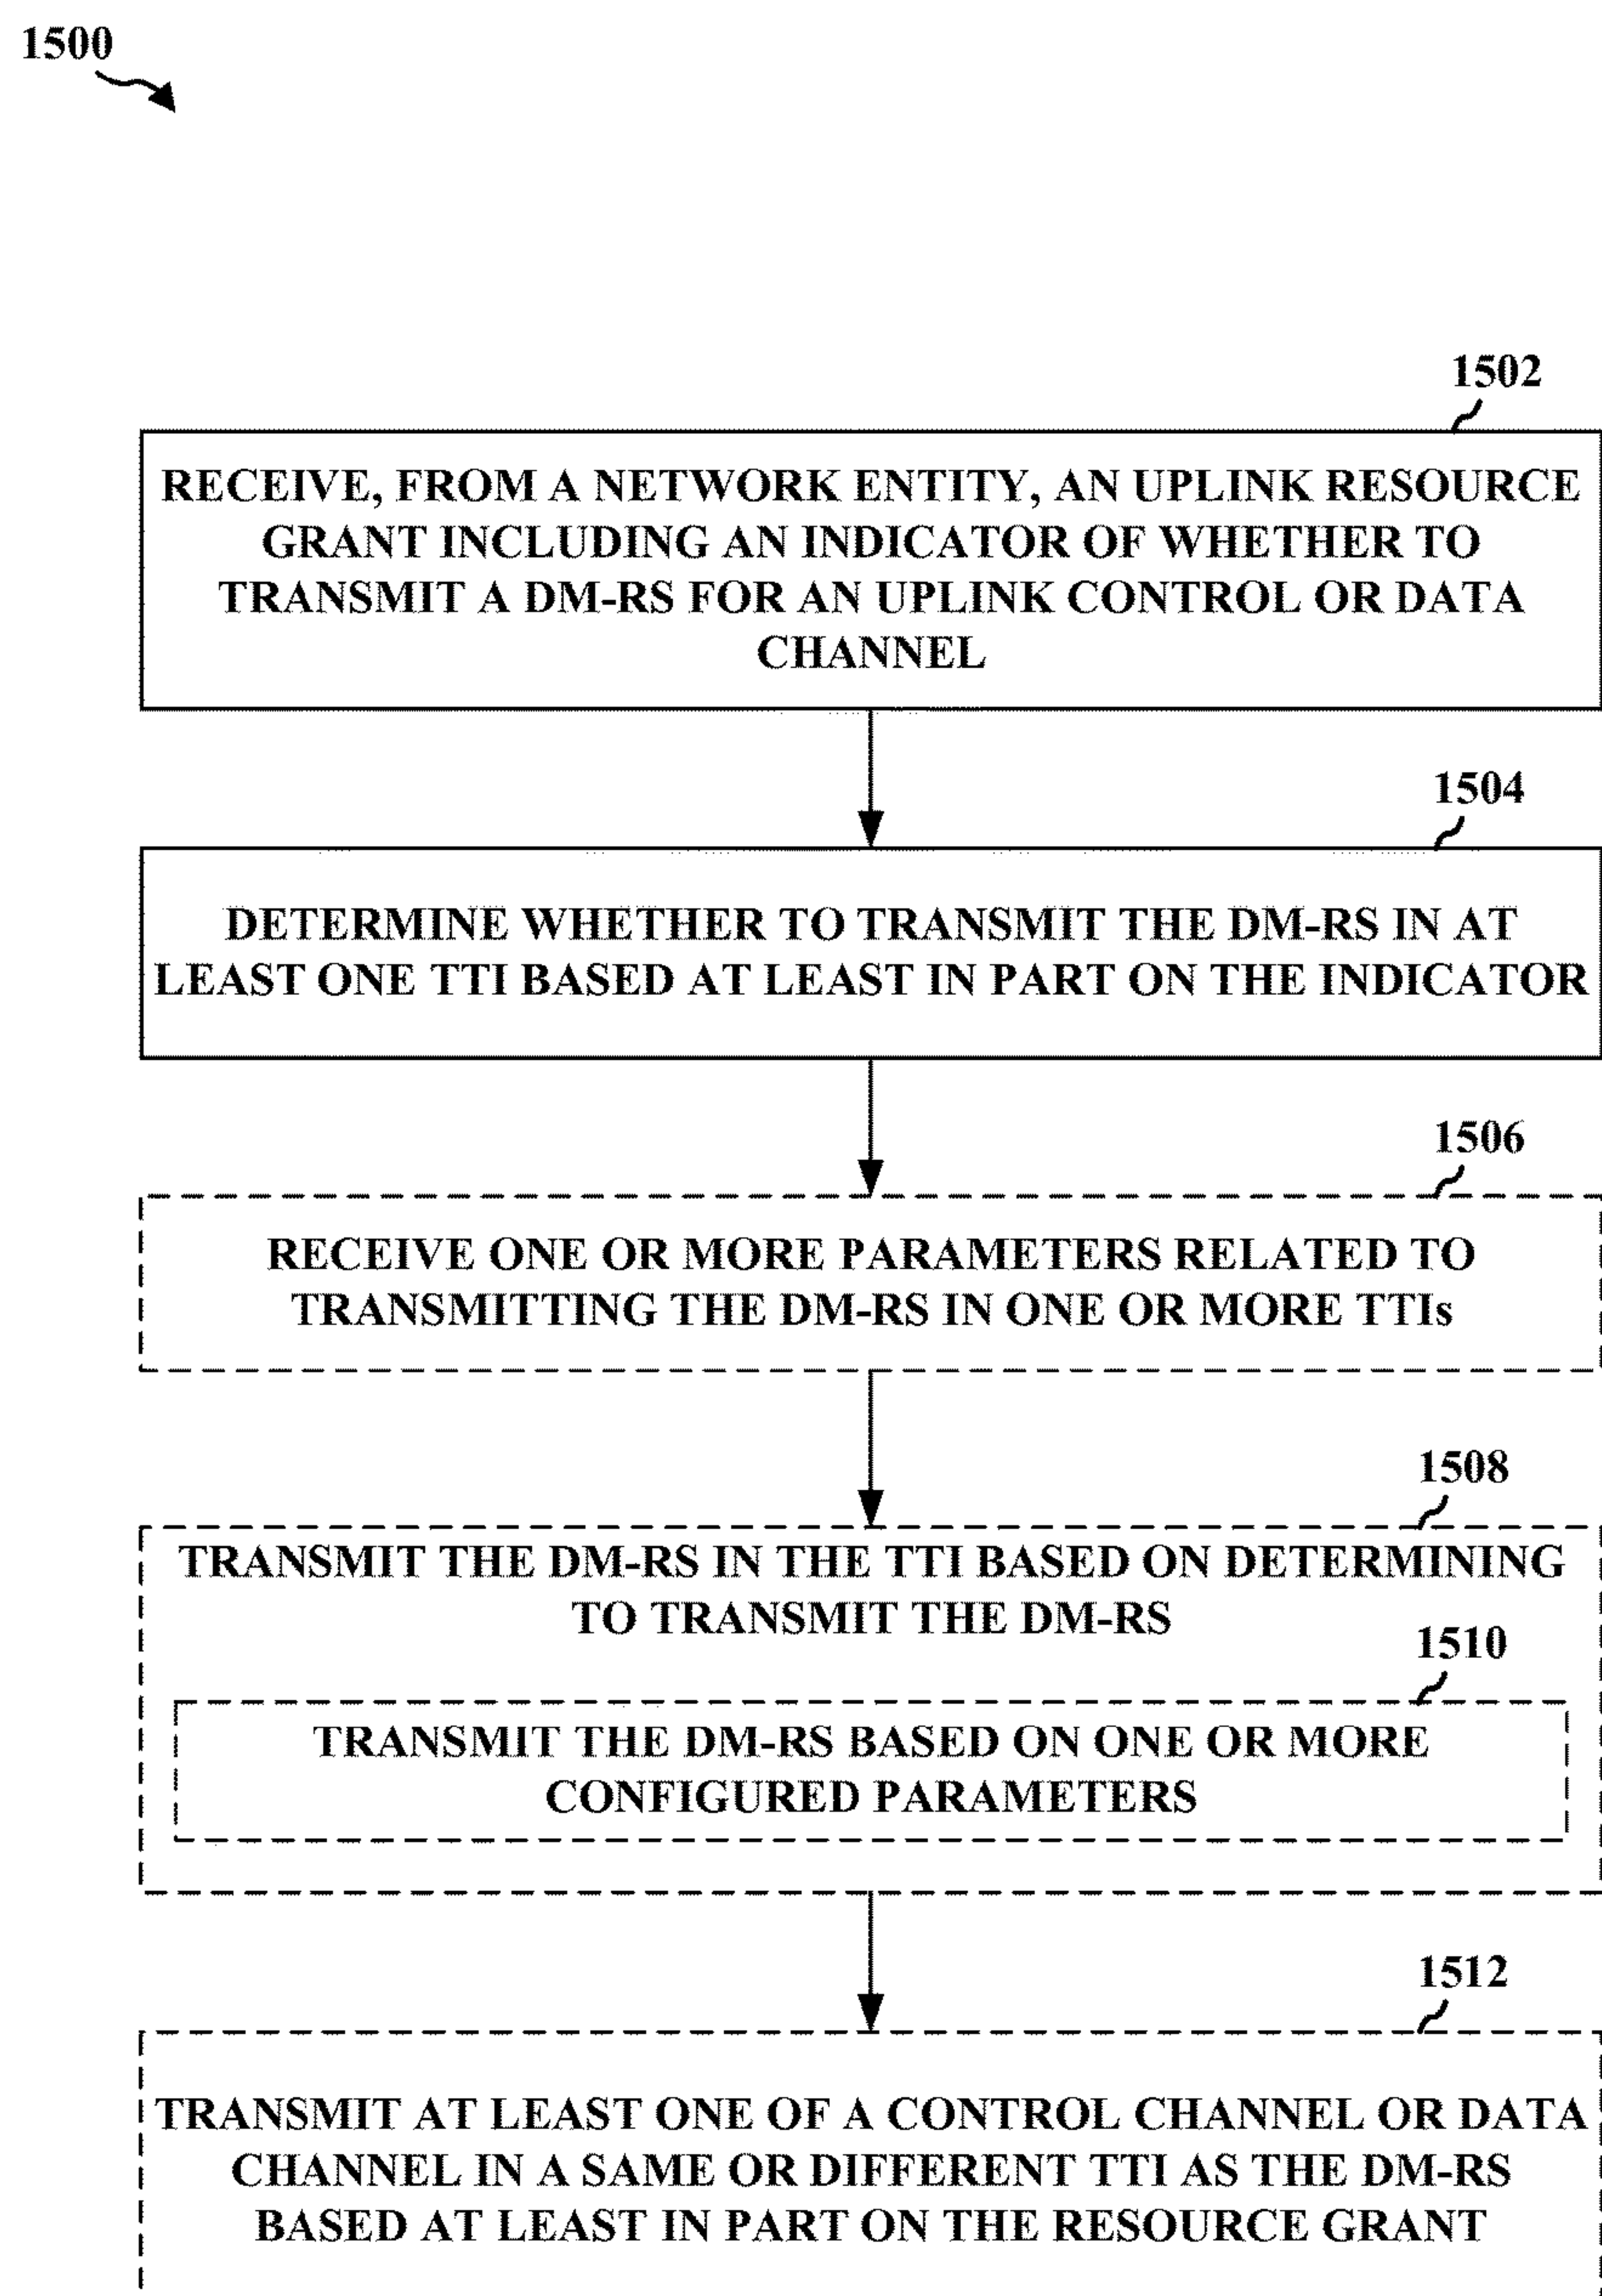 1500
1502
RECEIVE, FROM A NETWORK ENTITY, AN UPLINK RESOURCE
GRANT INCLUDING AN INDICATOR OF WHETHER TO
TRANSMIT A DM-RS FOR AN UPLINK CONTROL OR DATA
CHANNEL
1504
DETERMINE WHETHER TO TRANSMIT THE DM-RS IN AT
LEAST ONE TTI BASED AT LEAST IN PART ON THE INDICATOR
1506
RECEIVE ONE OR MORE PARAMETERS RELATED TO
TRANSMITTING THE DM-RS IN ONE OR MORE TTIs
1508
TRANSMIT THE DM-RS IN THE TTI BASED ON DETERMINING
TO TRANSMIT THE DM-RS
1510
TRANSMIT THE DM-RS BASED ON ONE OR MORE
CONFIGURED PARAMETERS
1512
TRANSMIT AT LEAST ONE OF A CONTROL CHANNEL OR DATA
CHANNEL IN A SAME OR DIFFERENT TTI AS THE DM-RS
BASED AT LEAST IN PART ON THE RESOURCE GRANT